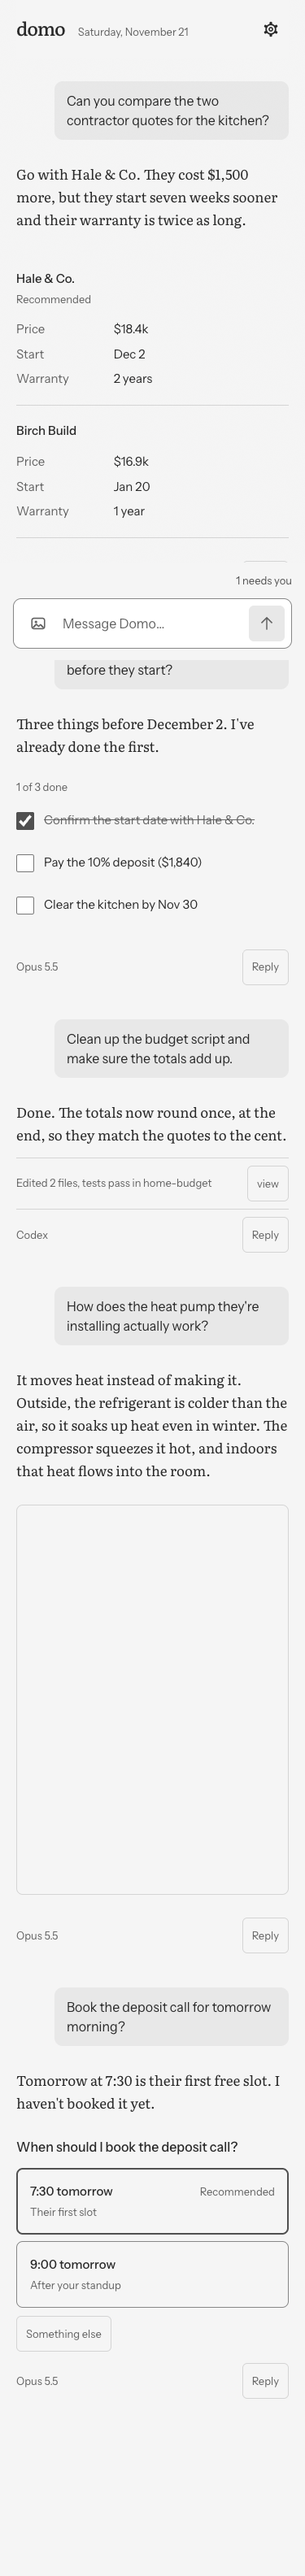 domo Saturday, November 21
Can you compare the two
contractor quotes for the kitchen?
Go with Hale & Co. They cost $1,500
more, but they start seven weeks sooner
and their warranty is twice as long.
Hale & Co.
Recommended
Price $18.4k
Start Dec 2
Warranty 2 years
Birch Build
Price $16.9k
Start Jan 20
Warranty 1 year
1 needs you
Message Domo...
before they start?
Three things before December 2. I've
already done the first.
1 of 3 done
Confirm the start date with Hale & Co.
Pay the 10% deposit ($1,840)
Clear the kitchen by Nov 30
Opus 5.5 Reply
Clean up the budget script and
make sure the totals add up.
Done. The totals now round once, at the
end, so they match the quotes to the cent.
Edited 2 files, tests pass in home-budget view
Codex Reply
How does the heat pump they're
installing actually work?
It moves heat instead of making it.
Outside, the refrigerant is colder than the
air, so it soaks up heat even in winter. The
compressor squeezes it hot, and indoors
that heat flows into the room.
Opus 5.5 Reply
Book the deposit call for tomorrow
morning?
Tomorrow at 7:30 is their first free slot. I
haven't booked it yet.
When should I book the deposit call?
7:30 tomorrow Recommended
Their first slot
9:00 tomorrow
After your standup
Something else
Opus 5.5 Reply